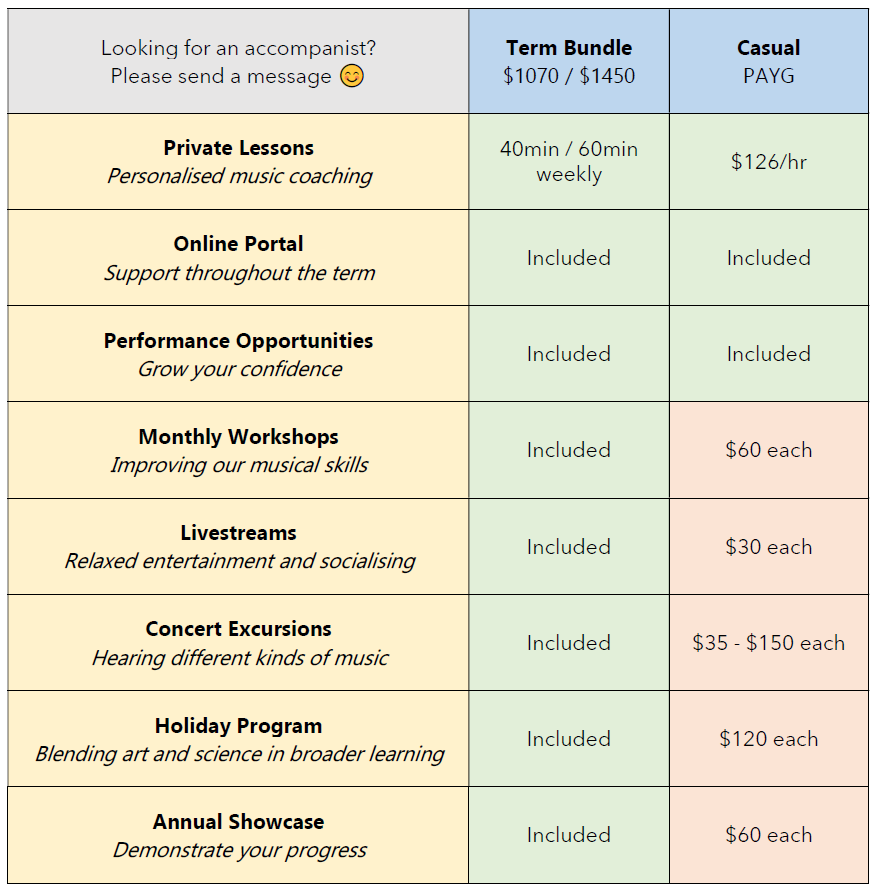 Looking for an accompanist?
Please send a message 😊
Term Bundle
$1070 / $1450
Casual
PAYG
Private Lessons
Personalised music coaching
40min / 60min
weekly
$126/hr
Online Portal
Support throughout the term
Included
Included
Performance Opportunities
Grow your confidence
Included
Included
Monthly Workshops
Improving our musical skills
Included
$60 each
Livestreams
Relaxed entertainment and socialising
Included
$30 each
Concert Excursions
Hearing different kinds of music
Included
$35 - $150 each
Holiday Program
Blending art and science in broader learning
Included
$120 each
Annual Showcase
Demonstrate your progress
Included
$60 each